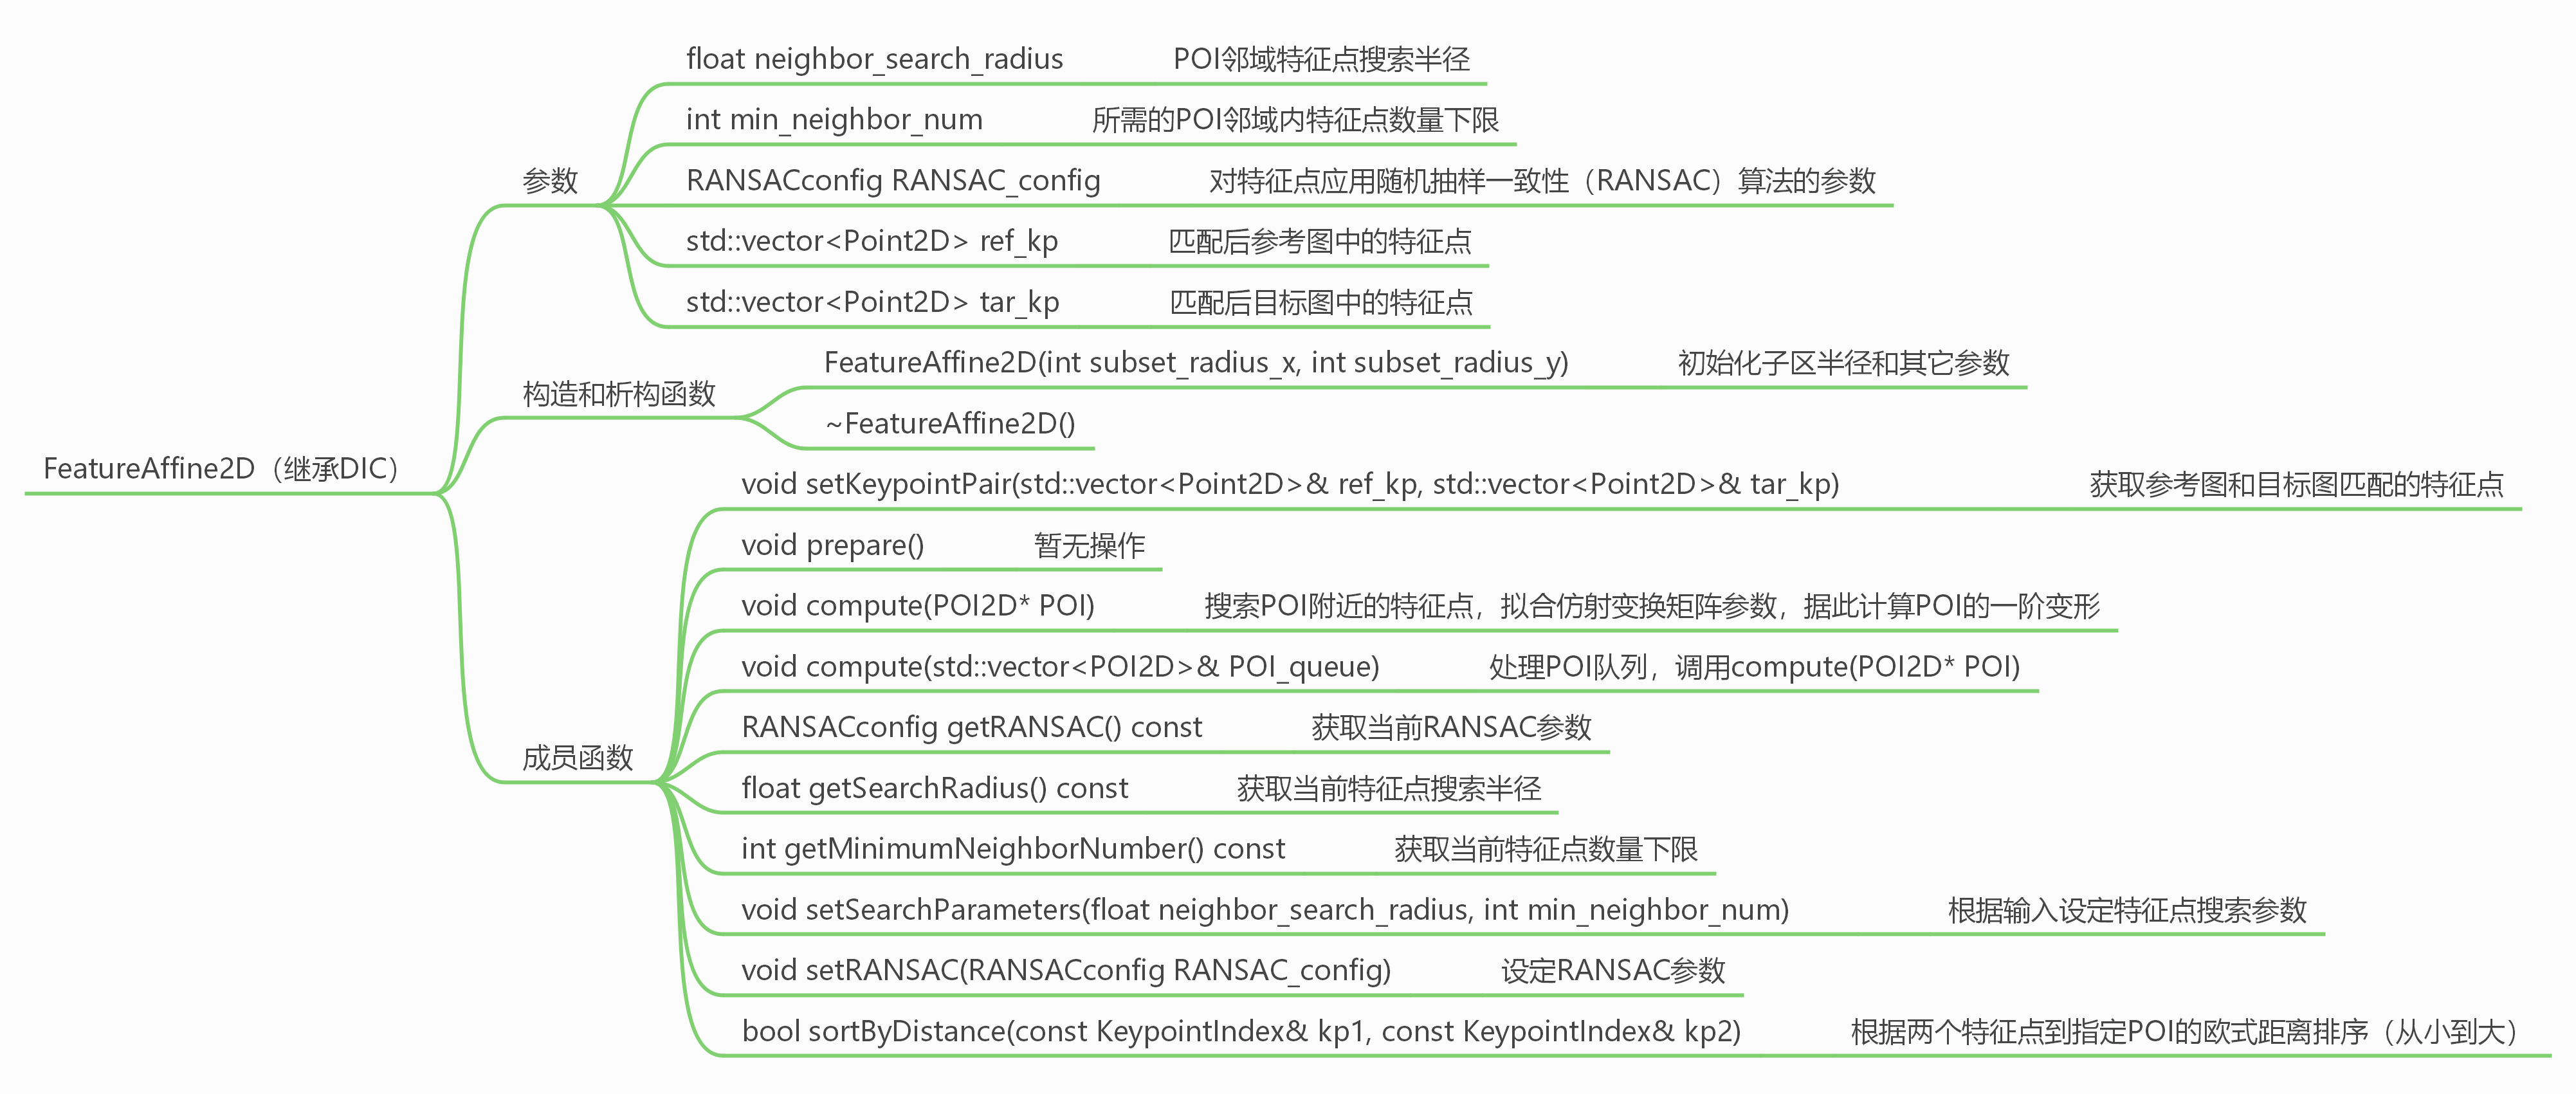 FeatureAffine2D（继承DIC）
参数
float neighbor_search_radius POI邻域特征点搜索半径
int min_neighbor_num 所需的POI邻域内特征点数量下限
RANSACconfig RANSAC_config 对特征点应用随机抽样一致性（RANSAC）算法的参数
std::vector<Point2D> ref_kp 匹配后参考图中的特征点
std::vector<Point2D> tar_kp 匹配后目标图中的特征点
构造和析构函数
FeatureAffine2D(int subset_radius_x, int subset_radius_y) 初始化子区半径和其它参数
~FeatureAffine2D()
成员函数
void setKeypointPair(std::vector<Point2D>& ref_kp, std::vector<Point2D>& tar_kp) 获取参考图和目标图匹配的特征点
void prepare() 暂无操作
void compute(POI2D* POI) 搜索POI附近的特征点，拟合仿射变换矩阵参数，据此计算POI的一阶变形
void compute(std::vector<POI2D>& POI_queue) 处理POI队列，调用compute(POI2D* POI)
RANSACconfig getRANSAC() const 获取当前RANSAC参数
float getSearchRadius() const 获取当前特征点搜索半径
int getMinimumNeighborNumber() const 获取当前特征点数量下限
void setSearchParameters(float neighbor_search_radius, int min_neighbor_num) 根据输入设定特征点搜索参数
void setRANSAC(RANSACconfig RANSAC_config) 设定RANSAC参数
bool sortByDistance(const KeypointIndex& kp1, const KeypointIndex& kp2) 根据两个特征点到指定POI的欧式距离排序（从小到大）